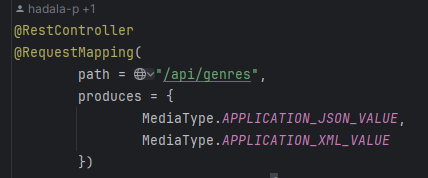 hadala-p +1
@RestController
@RequestMapping(
path = "/api/genres",
produces = {
MediaType.APPLICATION_JSON_VALUE,
MediaType.APPLICATION_XML_VALUE
})